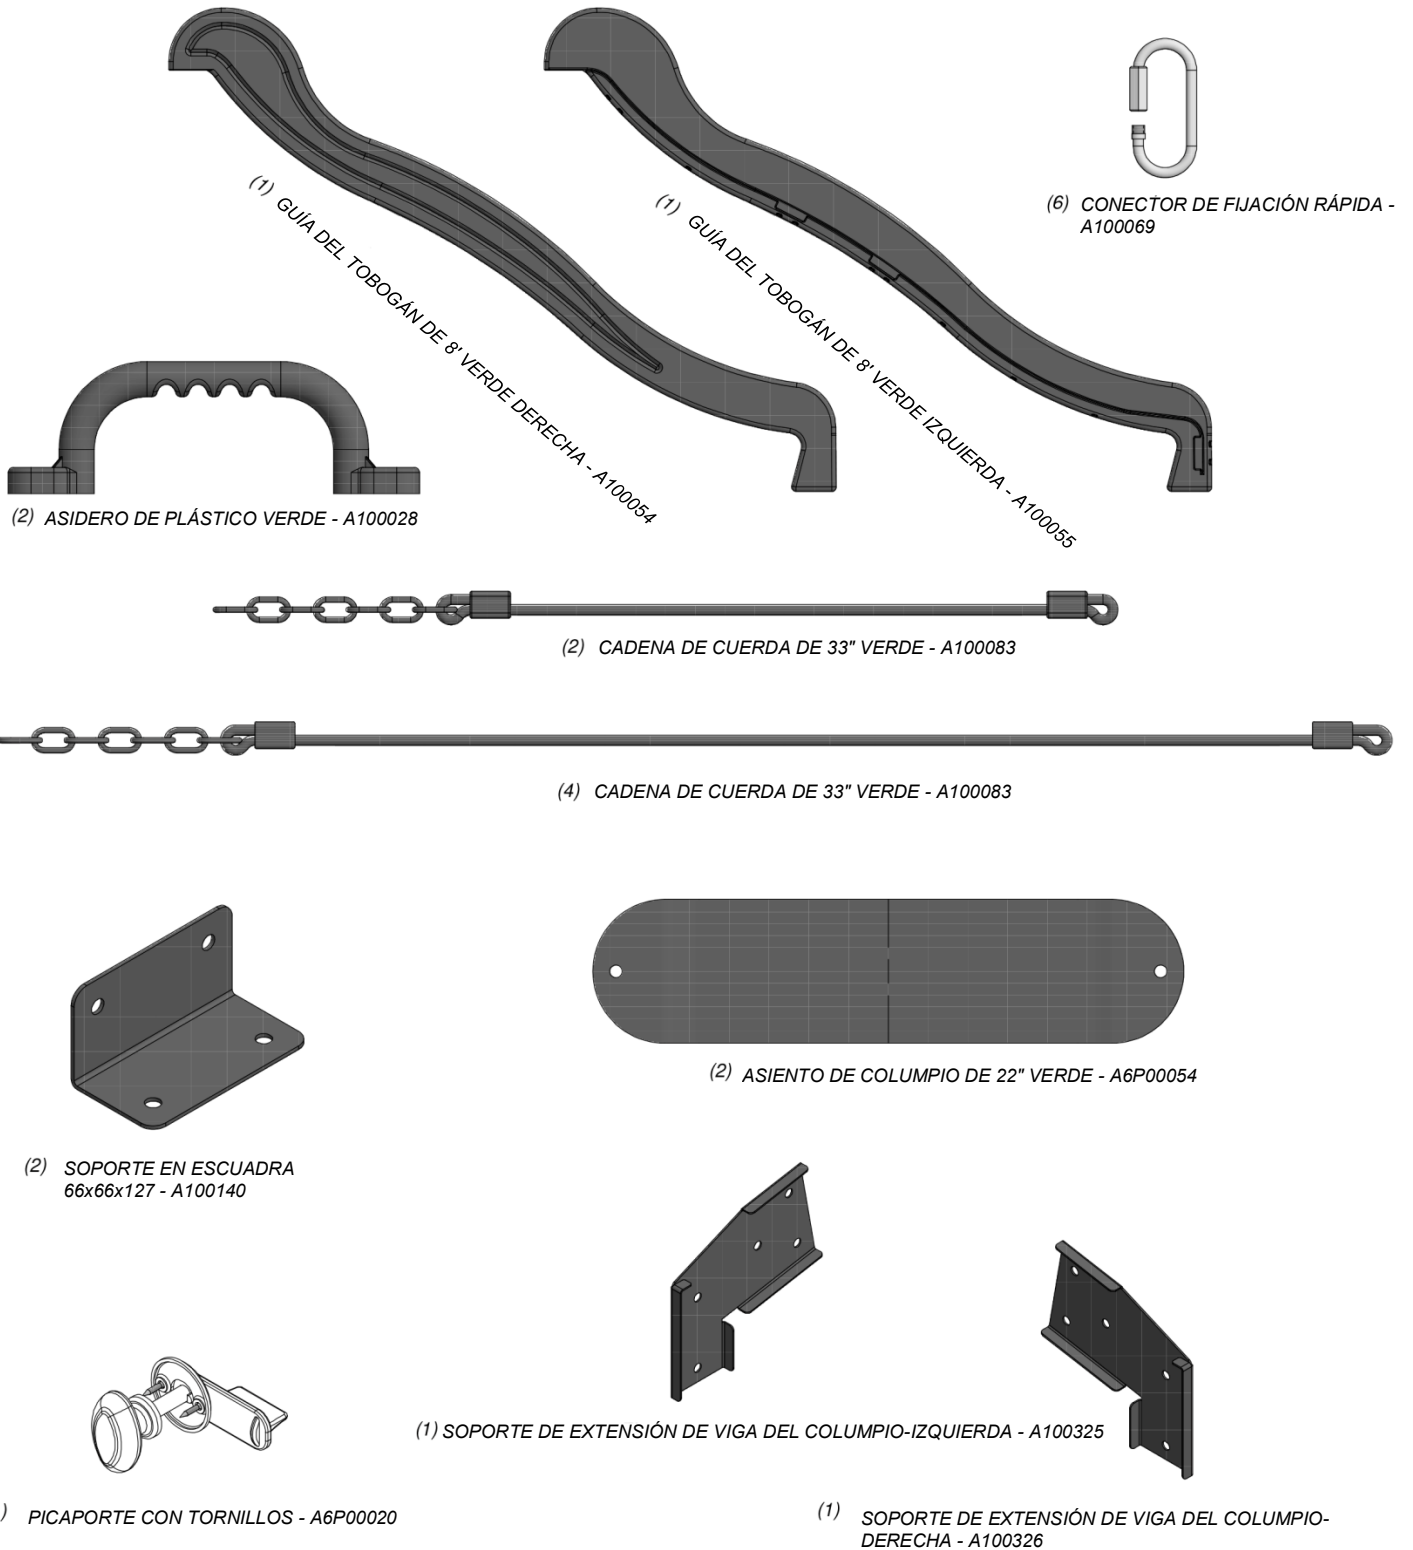 (1) GUÍA DEL TOBOGÁN DE 8' VERDE DERECHA - A100054
(1) GUÍA DEL TOBOGÁN DE 8' VERDE IZQUIERDA - A100055
(6) CONECTOR DE FIJACIÓN RÁPIDA -
A100069
(2) ASIDERO DE PLÁSTICO VERDE - A100028
(2) CADENA DE CUERDA DE 33" VERDE - A100083
(4) CADENA DE CUERDA DE 33" VERDE - A100083
(2) ASIENTO DE COLUMPIO DE 22" VERDE - A6P00054
(2) SOPORTE EN ESCUADRA
66x66x127 - A100140
(1) SOPORTE DE EXTENSIÓN DE VIGA DEL COLUMPIO-IZQUIERDA - A100325
) PICAPORTE CON TORNILLOS - A6P00020
(1) SOPORTE DE EXTENSIÓN DE VIGA DEL COLUMPIO-
DERECHA - A100326